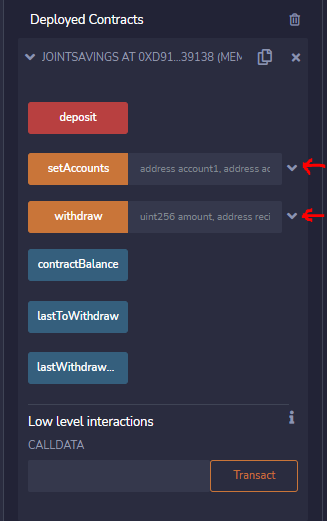 Deployed Contracts
JOINTSAVINGS AT 0XD91...39138 (MEM
deposit
setAccounts address account1, address ac
withdraw uint256 amount, address reci
contractBalance
lastToWithdraw
lastWithdraw...
Low level interactions
CALLDATA
Transact